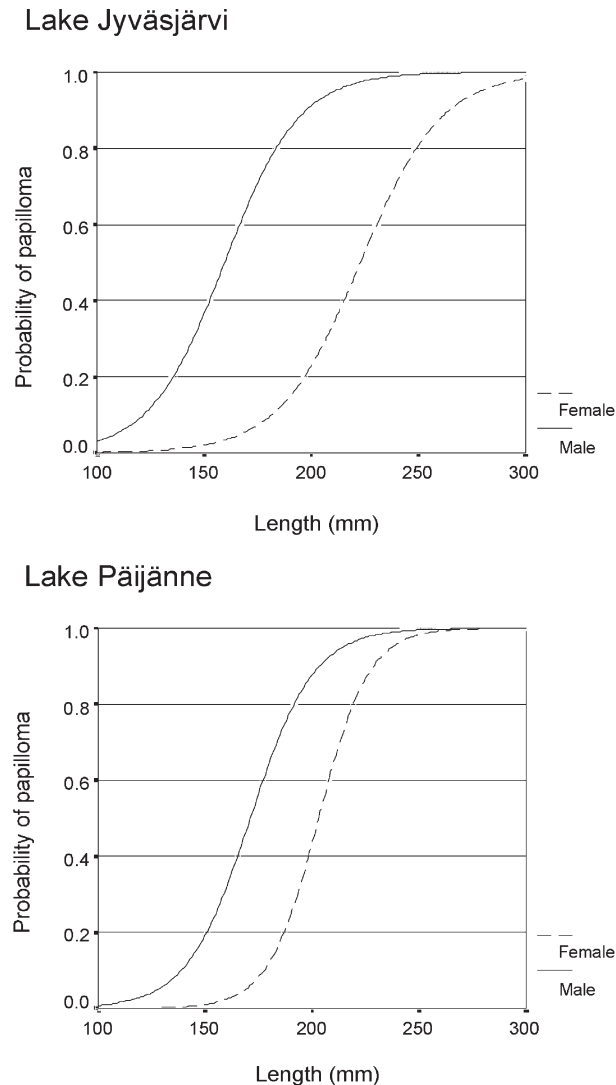 Lake Jyväsjärvi
1.0
0.8
0.6
0.4
0.2
0.0
Probability of papilloma
100 150 200 250 300
Length (mm)
Female
Male
Lake Päijänne
1.0
0.8
0.6
0.4
0.2
0.0
Probability of papilloma
100 150 200 250 300
Length (mm)
Female
Male